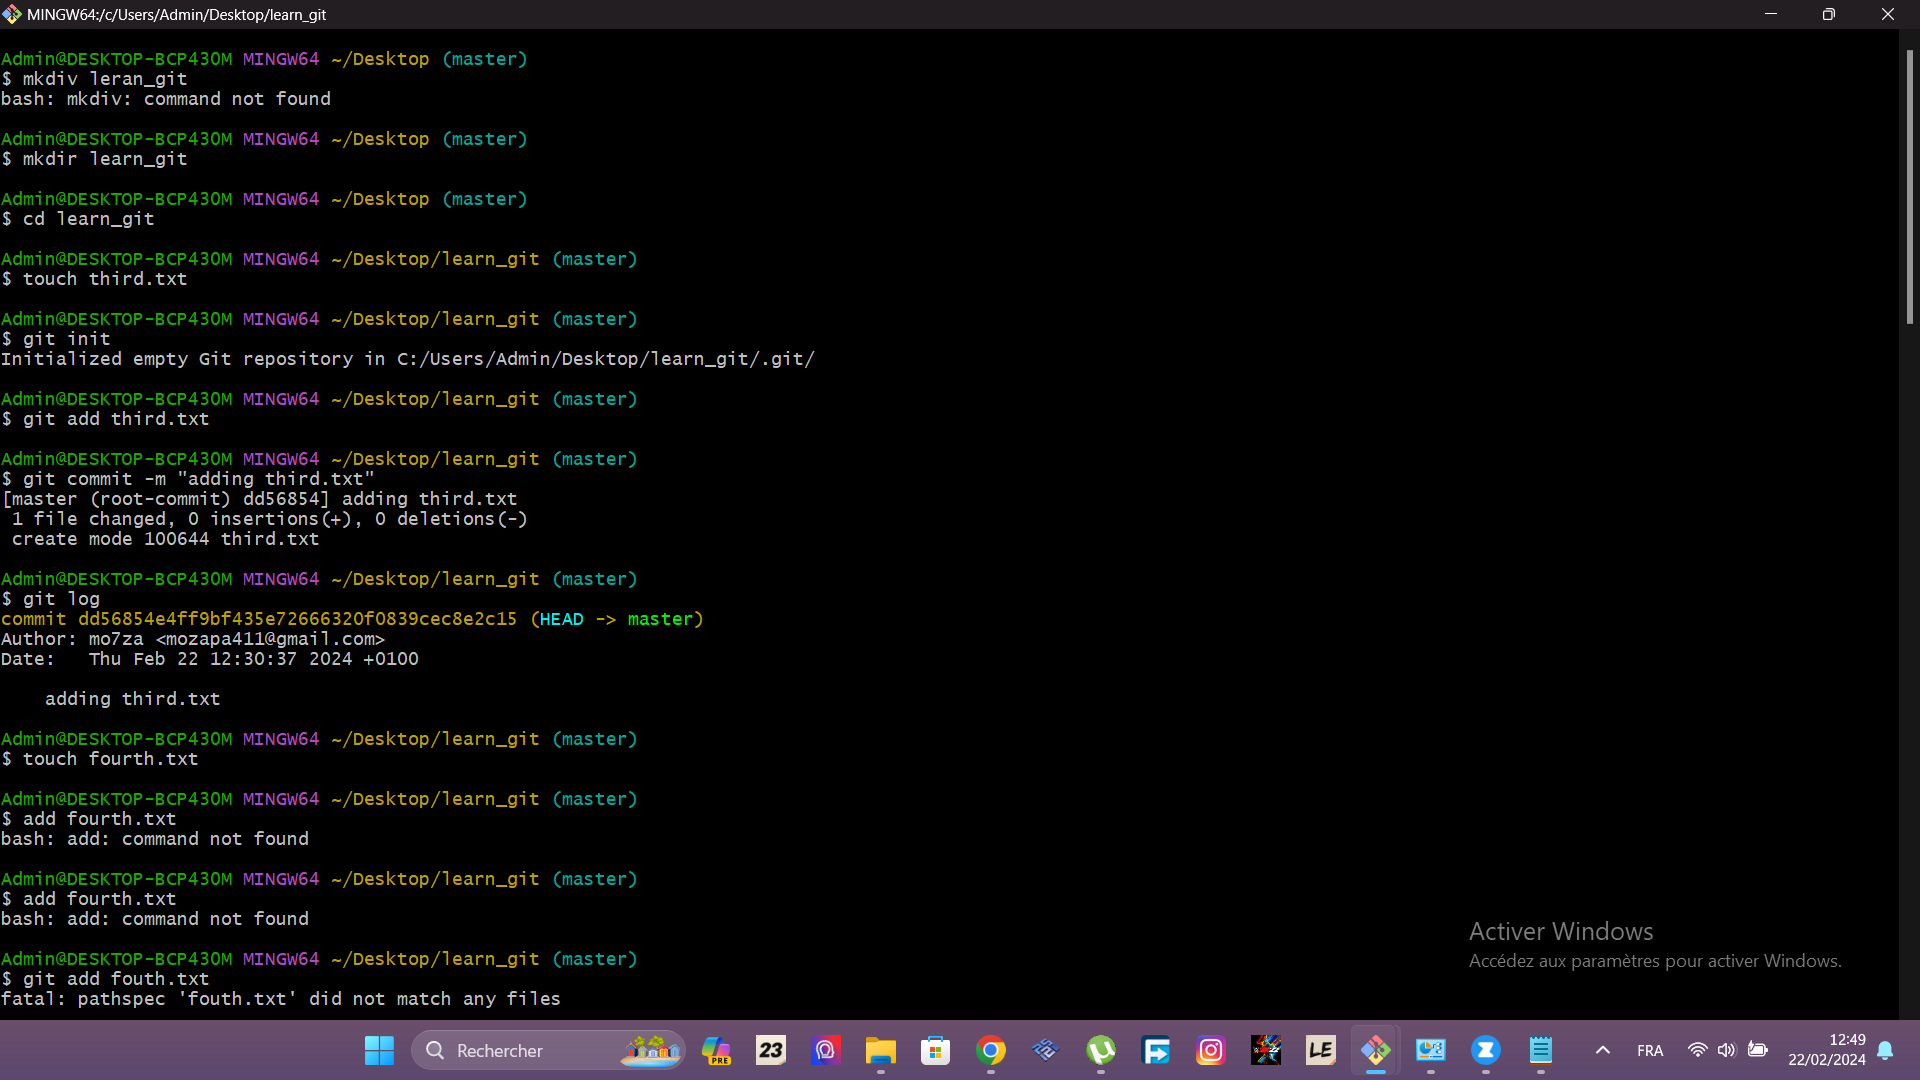 MINGW64:/c/Users/Admin/Desktop/learn_git
Admin@DESKTOP-BCP430M MINGW64 ~/Desktop (master)
$ mkdiv leran_git
bash: mkdiv: command not found
Admin@DESKTOP-BCP430M MINGW64 ~/Desktop (master)
$ mkdir learn_git
Admin@DESKTOP-BCP430M MINGW64 ~/Desktop (master)
$ cd learn_git
Admin@DESKTOP-BCP430M MINGW64 ~/Desktop/learn_git (master)
$ touch third.txt
Admin@DESKTOP-BCP430M MINGW64 ~/Desktop/learn_git (master)
$ git init
Initialized empty Git repository in C:/Users/Admin/Desktop/learn_git/.git/
Admin@DESKTOP-BCP430M MINGW64 ~/Desktop/learn_git (master)
$ git add third.txt
Admin@DESKTOP-BCP430M MINGW64 ~/Desktop/learn_git (master)
$ git commit -m "adding third.txt"
[master (root-commit) dd56854] adding third.txt
 1 file changed, 0 insertions(+), 0 deletions(-)
 create mode 100644 third.txt
Admin@DESKTOP-BCP430M MINGW64 ~/Desktop/learn_git (master)
$ git log
commit dd56854e4ff9bf435e72666320f0839cec8e2c15 (HEAD -> master)
Author: mo7za <mozapa411@gmail.com>
Date:   Thu Feb 22 12:30:37 2024 +0100
    adding third.txt
Admin@DESKTOP-BCP430M MINGW64 ~/Desktop/learn_git (master)
$ touch fourth.txt
Admin@DESKTOP-BCP430M MINGW64 ~/Desktop/learn_git (master)
$ add fourth.txt
bash: add: command not found
Admin@DESKTOP-BCP430M MINGW64 ~/Desktop/learn_git (master)
$ add fourth.txt
bash: add: command not found
Admin@DESKTOP-BCP430M MINGW64 ~/Desktop/learn_git (master)
$ git add fouth.txt
fatal: pathspec 'fouth.txt' did not match any files
Activer Windows
Accédez aux paramètres pour activer Windows.
Rechercher
PRE
23
LE
FRA
12:49
22/02/2024